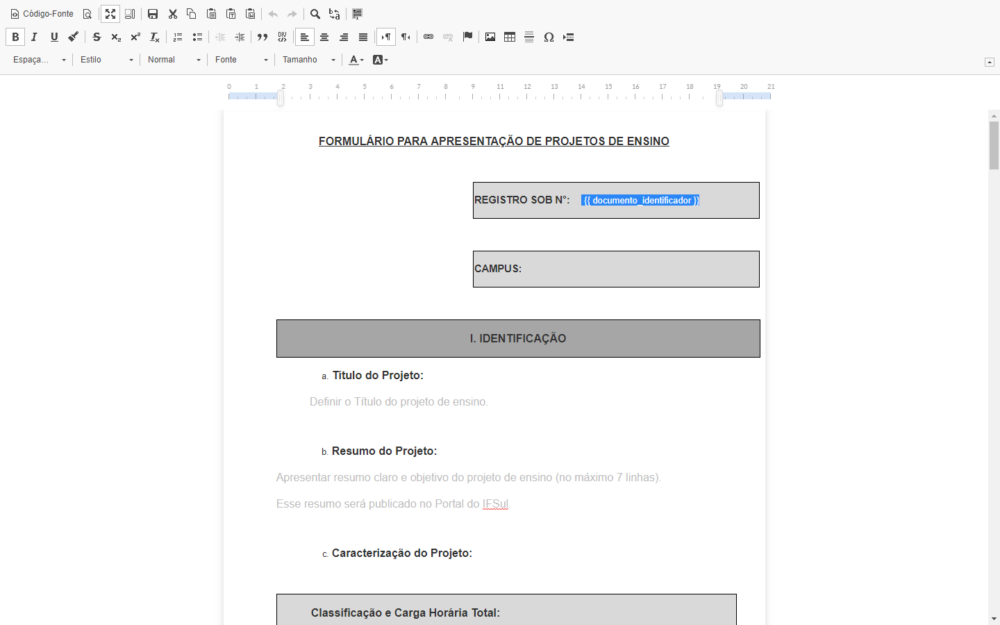 Código-Fonte
Espaça...
Estilo
Normal
Fonte
Tamanho
0 1 2 3 4 5 6 7 8 9 11 12 13 14 15 16 17 18 19 20 21
FORMULÁRIO PARA APRESENTAÇÃO DE PROJETOS DE ENSINO
REGISTRO SOB N°: {{ documento_identificador }}
CAMPUS:
I. IDENTIFICAÇÃO
a. Título do Projeto:
Definir o Título do projeto de ensino.
b. Resumo do Projeto:
Apresentar resumo claro e objetivo do projeto de ensino (no máximo 7 linhas).
Esse resumo será publicado no Portal do IFSul.
c. Caracterização do Projeto:
Classificação e Carga Horária Total: